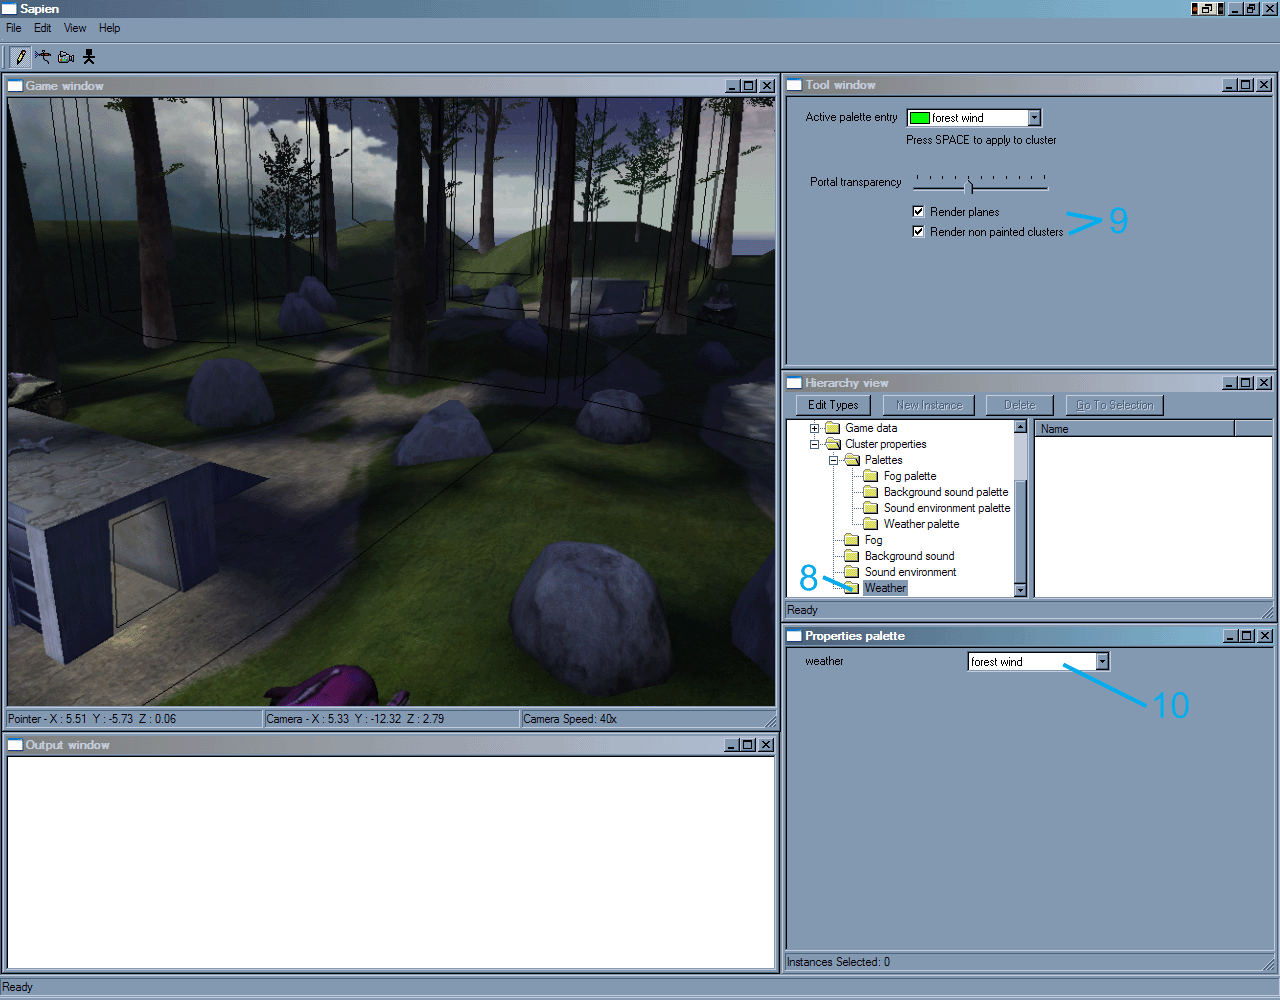 Sapien
File Edit View Help
Game window
Pointer - X : 5.51 Y : -5.73 Z : 0.06
Camera - X : 5.33 Y : -12.32 Z : 2.79
Camera Speed: 40x
Output window
Tool window
Active palette entry
forest wind
Press SPACE to apply to cluster
Portal transparency
Render planes
Render non painted clusters
9
Hierarchy view
Edit Types New Instance Delete Go To Selection
Game data
Cluster properties
Palettes
Fog palette
Background sound palette
Sound environment palette
Weather palette
Fog
Background sound
Sound environment
8
Weather
Name
Ready
Properties palette
weather
forest wind
10
Instances Selected: 0
Ready